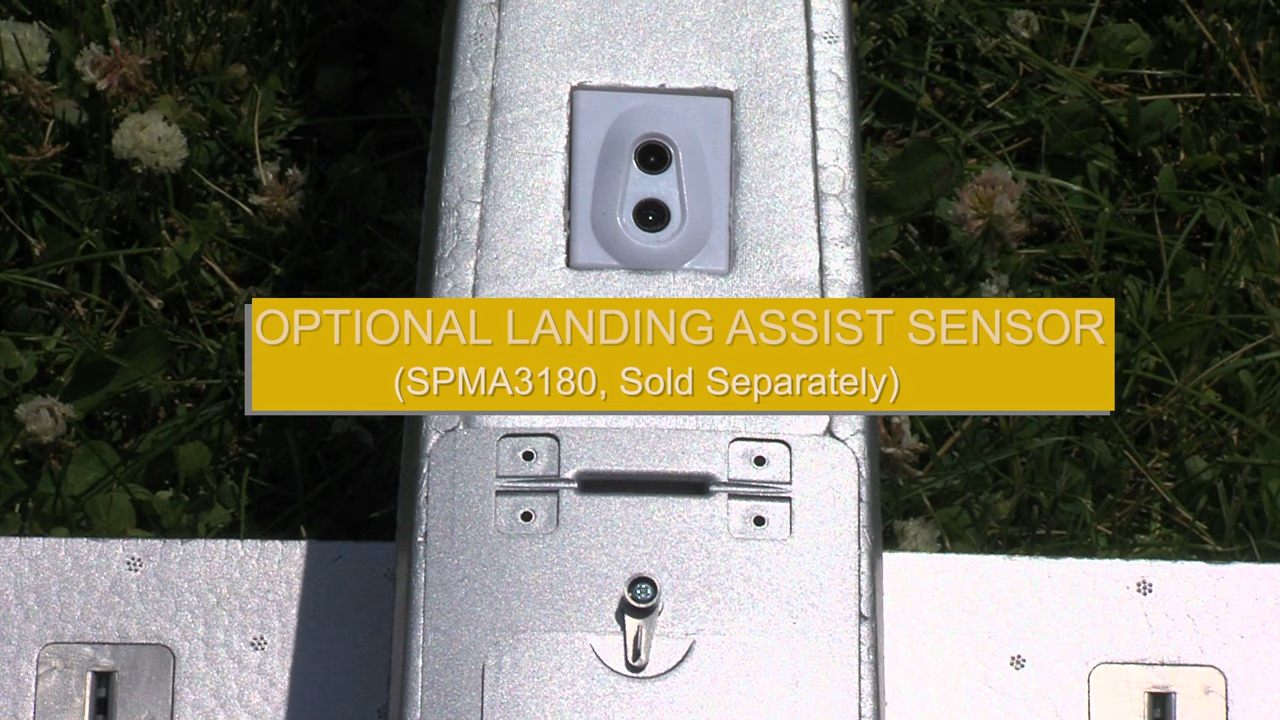 OPTIONAL LANDING ASSIST SENSOR
(SPMA3180, Sold Separately)